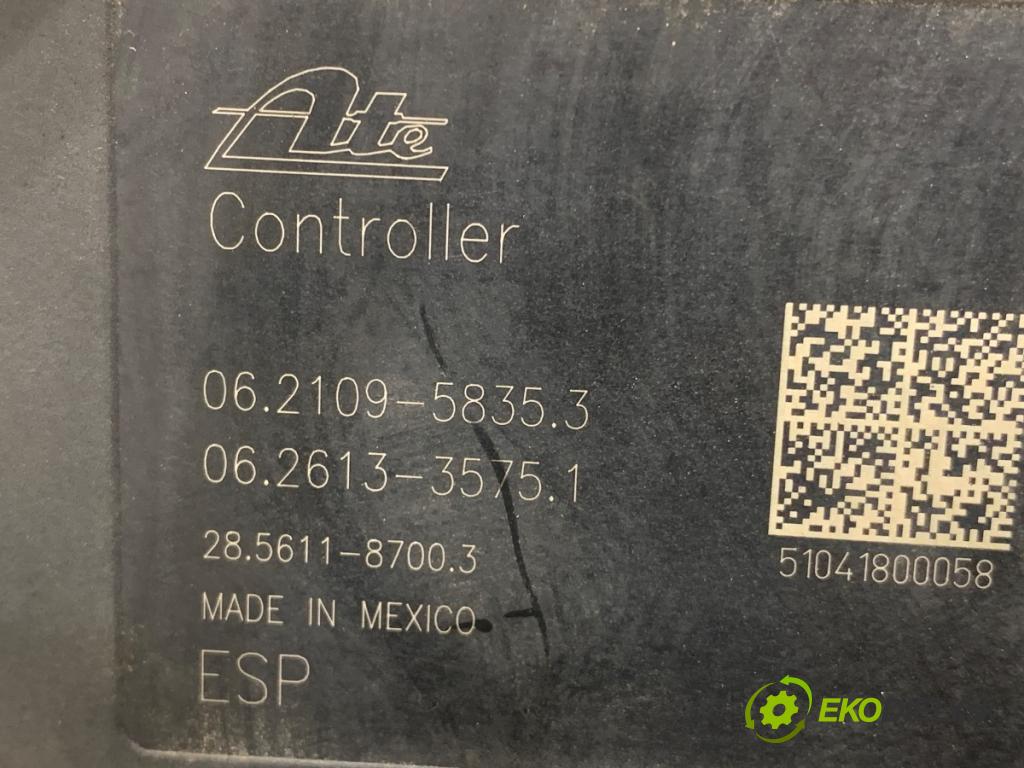 Ate
Controller
06.2109-5835.3
06.2613-3575.1
28.5611-8700.3
MADE IN MEXICO
ESP
51041800058
EKO